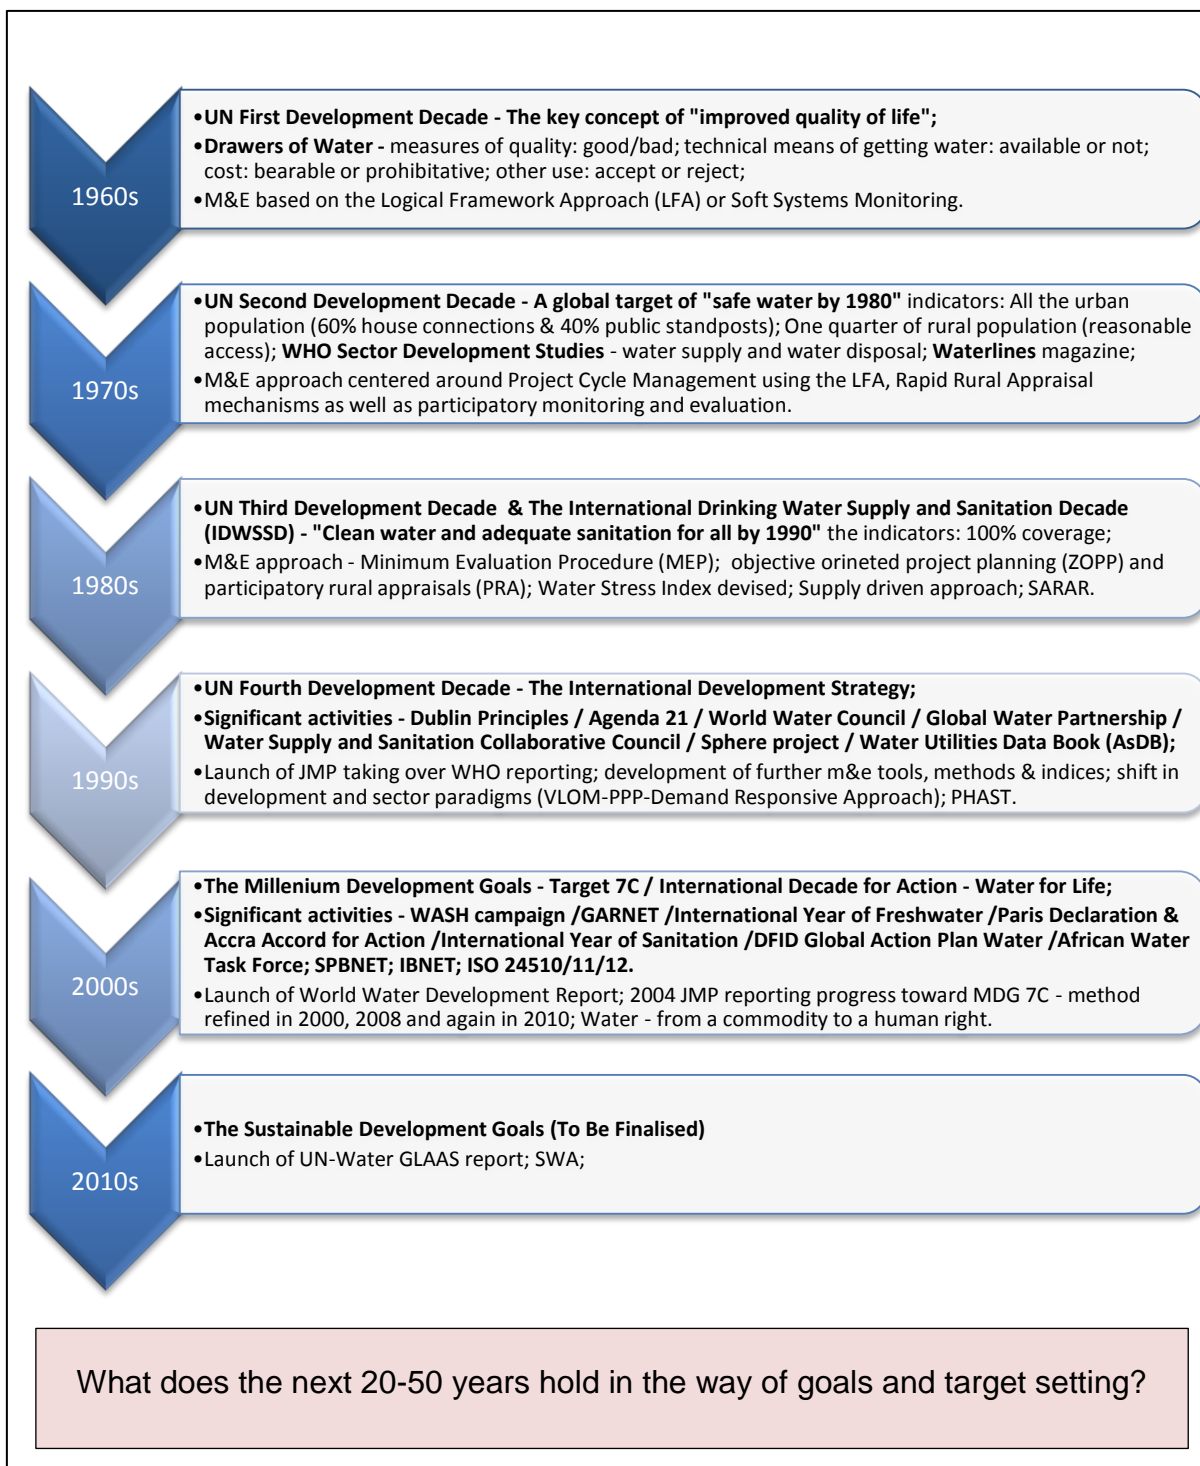 1960s
•UN First Development Decade - The key concept of "improved quality of life";
•Drawers of Water - measures of quality: good/bad; technical means of getting water: available or not;
cost: bearable or prohibitative; other use: accept or reject;
•M&E based on the Logical Framework Approach (LFA) or Soft Systems Monitoring.
1970s
•UN Second Development Decade - A global target of "safe water by 1980" indicators: All the urban
population (60% house connections & 40% public standposts); One quarter of rural population (reasonable
access); WHO Sector Development Studies - water supply and water disposal; Waterlines magazine;
•M&E approach centered around Project Cycle Management using the LFA, Rapid Rural Appraisal
mechanisms as well as participatory monitoring and evaluation.
1980s
•UN Third Development Decade & The International Drinking Water Supply and Sanitation Decade
(IDWSSD) - "Clean water and adequate sanitation for all by 1990" the indicators: 100% coverage;
•M&E approach - Minimum Evaluation Procedure (MEP); objective orineted project planning (ZOPP) and
participatory rural appraisals (PRA); Water Stress Index devised; Supply driven approach; SARAR.
1990s
•UN Fourth Development Decade - The International Development Strategy;
•Significant activities - Dublin Principles / Agenda 21 / World Water Council / Global Water Partnership /
Water Supply and Sanitation Collaborative Council / Sphere project / Water Utilities Data Book (AsDB);
•Launch of JMP taking over WHO reporting; development of further m&e tools, methods & indices; shift in
development and sector paradigms (VLOM-PPP-Demand Responsive Approach); PHAST.
2000s
•The Millenium Development Goals - Target 7C / International Decade for Action - Water for Life;
•Significant activities - WASH campaign /GARNET /International Year of Freshwater /Paris Declaration &
Accra Accord for Action /International Year of Sanitation /DFID Global Action Plan Water /African Water
Task Force; SPBNET; IBNET; ISO 24510/11/12.
•Launch of World Water Development Report; 2004 JMP reporting progress toward MDG 7C - method
refined in 2000, 2008 and again in 2010; Water - from a commodity to a human right.
2010s
•The Sustainable Development Goals (To Be Finalised)
•Launch of UN-Water GLAAS report; SWA;
What does the next 20-50 years hold in the way of goals and target setting?